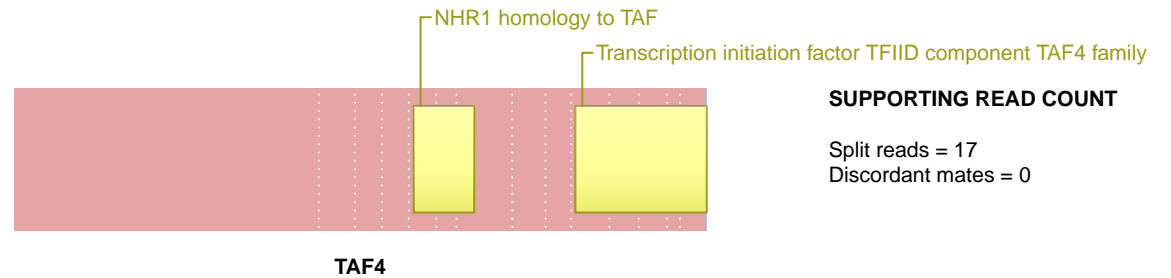 NHR1 homology to TAF
Transcription initiation factor TFIID component TAF4 family
SUPPORTING READ COUNT
Split reads = 17
Discordant mates = 0
TAF4